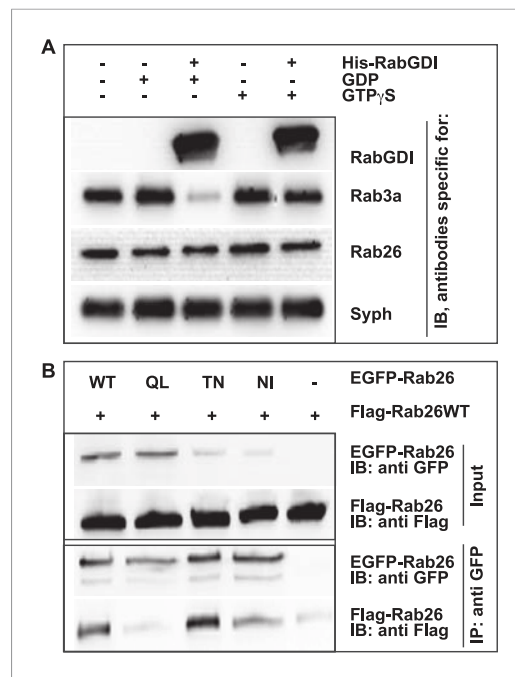 A
- - + - + His-RabGDI
- + + - - GDP
- - - + + GTPγS
RabGDI
Rab3a
Rab26
Syph
IB, antibodies specific for:
B
WT QL TN NI - EGFP-Rab26
+ + + + + Flag-Rab26WT
EGFP-Rab26
IB: anti GFP
Flag-Rab26
IB: anti Flag
Input
EGFP-Rab26
IB: anti GFP
Flag-Rab26
IB: anti Flag
IP: anti GFP